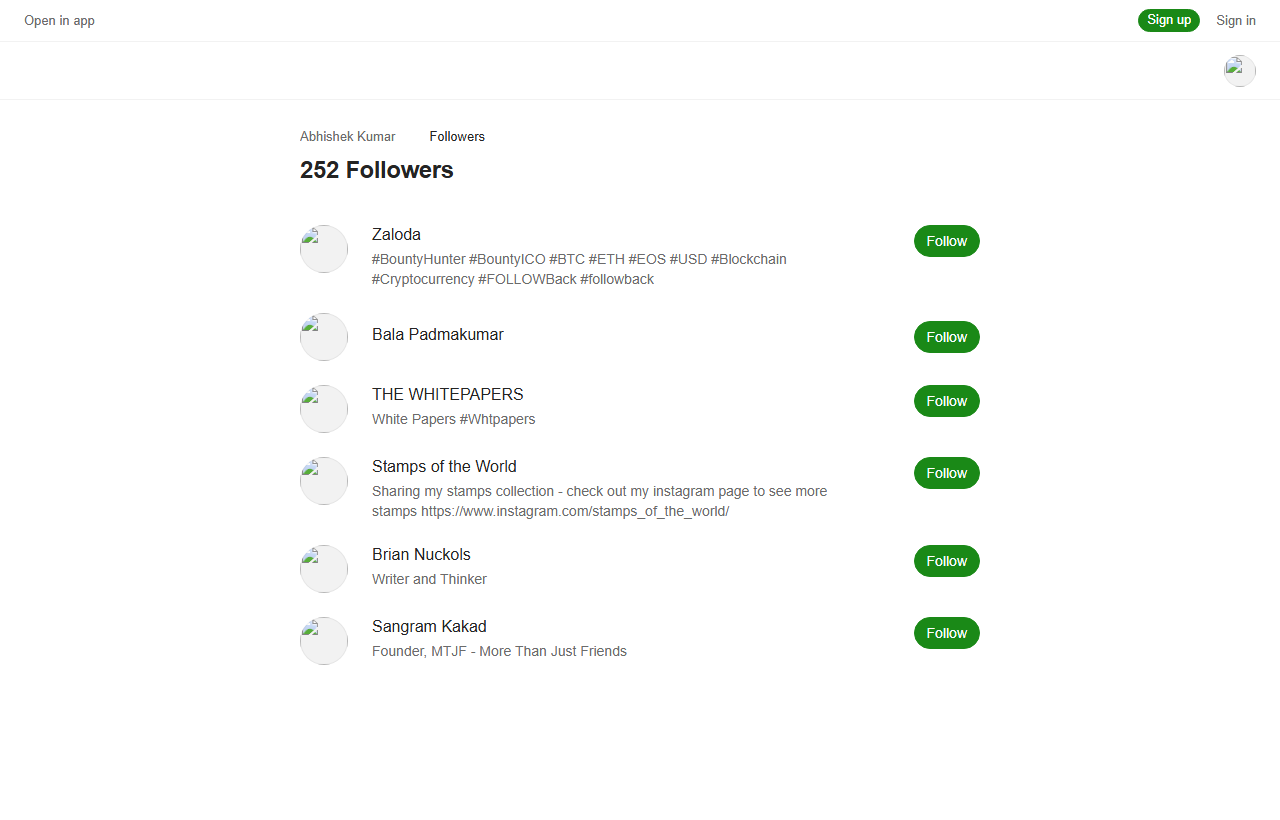 Open in app
Sign up
Sign in
Abhishek Kumar
Followers
252 Followers
Zaloda
Follow
#BountyHunter #BountyICO #BTC #ETH #EOS #USD #Blockchain
#Cryptocurrency #FOLLOWBack #followback
Bala Padmakumar
Follow
THE WHITEPAPERS
Follow
White Papers #Whtpapers
Stamps of the World
Follow
Sharing my stamps collection - check out my instagram page to see more
stamps https://www.instagram.com/stamps_of_the_world/
Brian Nuckols
Follow
Writer and Thinker
Sangram Kakad
Follow
Founder, MTJF - More Than Just Friends